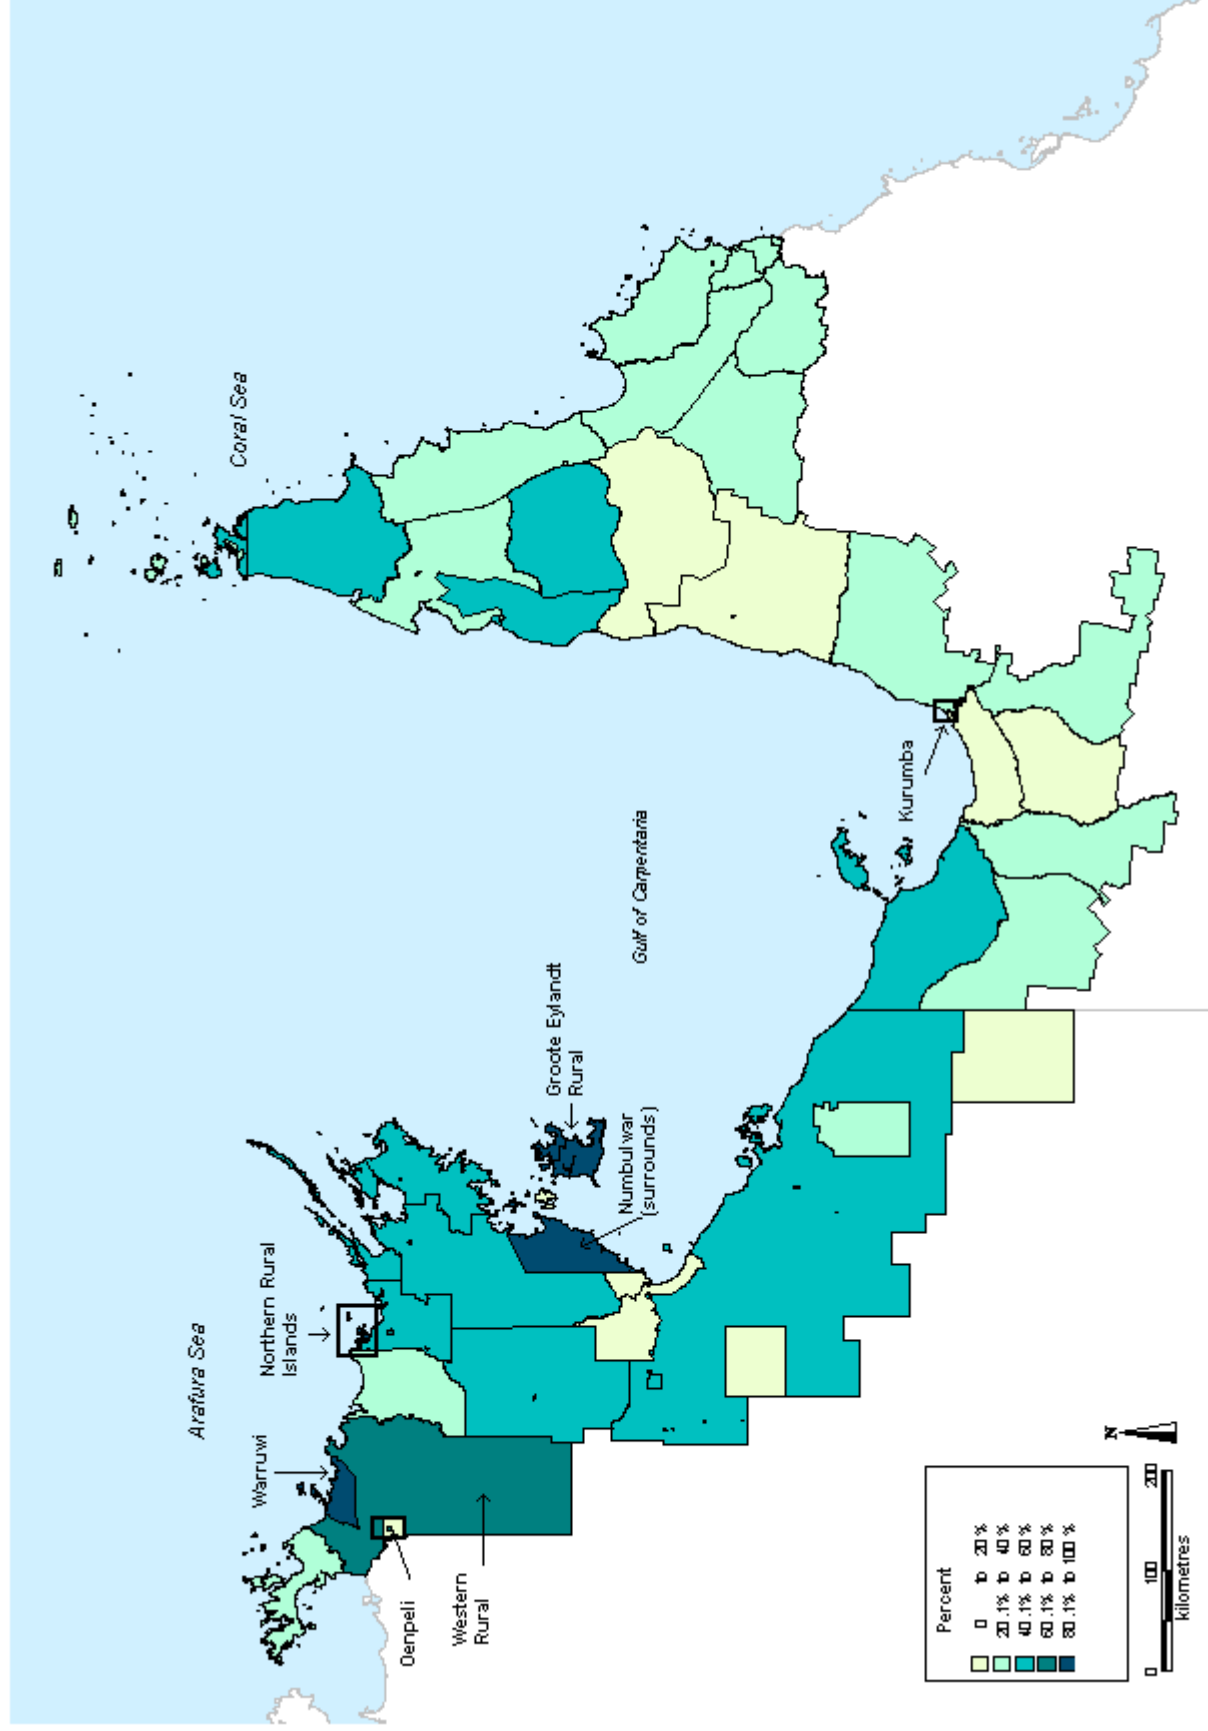 Coral Sea
Arafura Sea
Northern Rural
Islands
Warruwi
Groote Eylandt
Rural
Numbulwar
(surrounds)
Gulf of Carpentaria
Kurumba
Oenpeli
Western
Rural
N
Percent
0 to 20%
20.1% to 40%
40.1% to 60%
60.1% to 80%
80.1% to 100%
0 100 200
kilometres